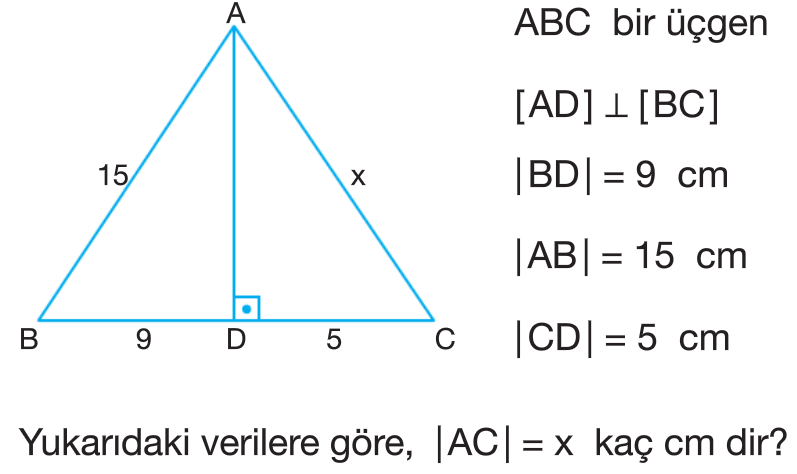 A
ABC bir üçgen
[AD] ⊥ [BC]
15
x
|BD| = 9 cm
|AB| = 15 cm
B
9
D
5
C
|CD| = 5 cm
Yukarıdaki verilere göre, |AC| = x kaç cm dir?